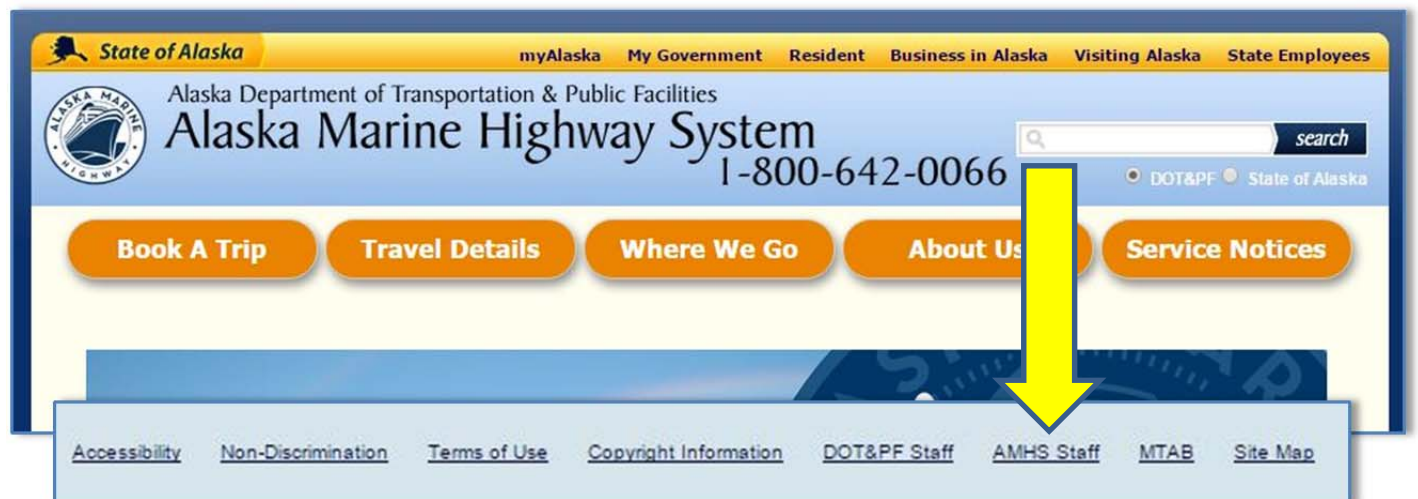 State of Alaska myAlaska My Government Resident Business in Alaska Visiting Alaska State Employees
ALASKA MARINE HIGHWAY
Alaska Department of Transportation & Public Facilities
Alaska Marine Highway System
1-800-642-0066
search
DOT&PF State of Alaska
Book A Trip Travel Details Where We Go About Us Service Notices
Accessibility Non-Discrimination Terms of Use Copyright Information DOT&PF Staff AMHS Staff MTAB Site Map